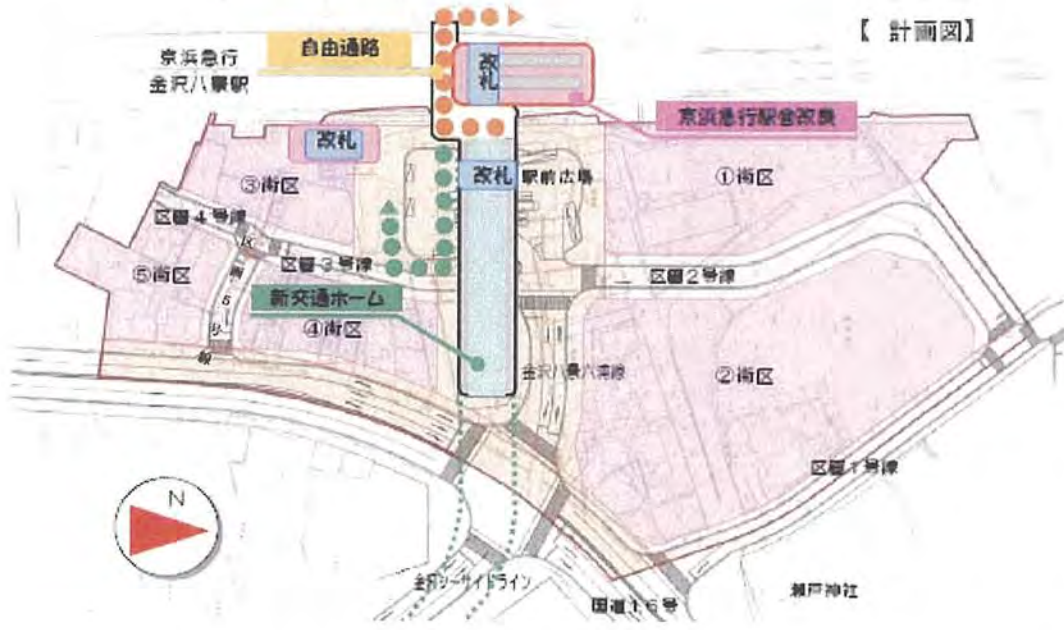 【 計画図】
京浜急行
金沢八景駅
自由通路
改札
京浜急行駅舎改良
改札
改札
駅前広場
①街区
③街区
区画4号線
⑤街区
区画3号線
区画2号線
区画5号線
新交通ホーム
④街区
金沢八景六浦線
②街区
区画1号線
N
金沢シーサイドライン
国道16号
瀬戸神社